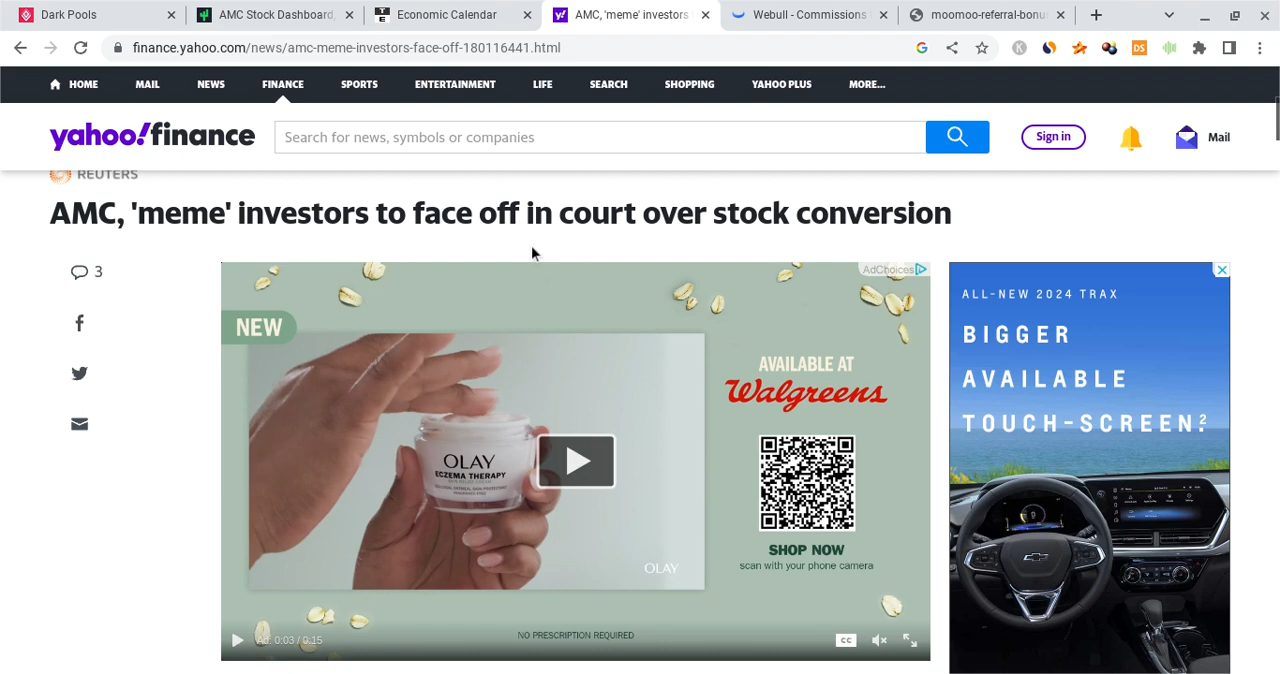 Dark Pools
AMC Stock Dashboard,
Economic Calendar
AMC, 'meme' investors
Webull - Commissions
moomoo-referral-bonu
finance.yahoo.com/news/amc-meme-investors-face-off-180116441.html
HOME MAIL NEWS FINANCE SPORTS ENTERTAINMENT LIFE SEARCH SHOPPING YAHOO PLUS MORE...
yahoo!finance
Search for news, symbols or companies
Sign in
Mail
REUTERS
AMC, 'meme' investors to face off in court over stock conversion
3
AdChoices
NEW
AVAILABLE AT
Walgreens
OLAY
ECZEMA THERAPY
SHOP NOW
scan with your phone camera
OLAY
NO PRESCRIPTION REQUIRED
Ad: 0:03 / 0:15
CC
ALL-NEW 2024 TRAX
BIGGER
AVAILABLE
TOUCH-SCREEN.²